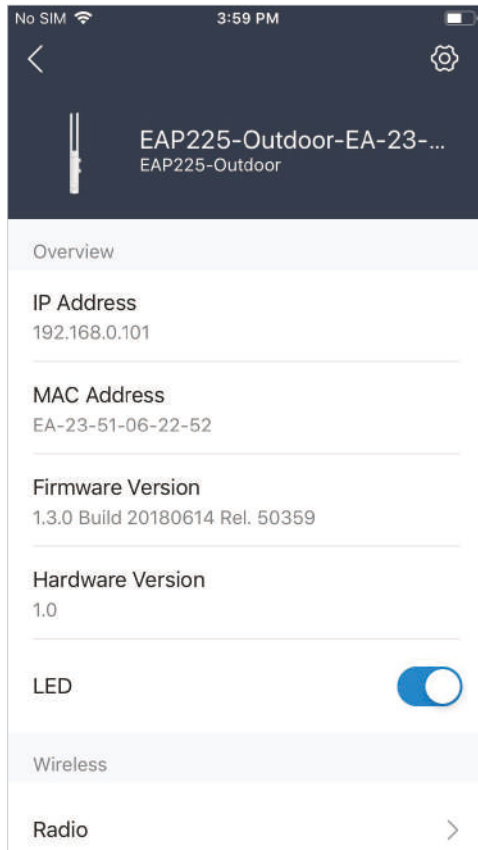 No SIM 3:59 PM
EAP225-Outdoor-EA-23-...
EAP225-Outdoor
Overview
IP Address
192.168.0.101
MAC Address
EA-23-51-06-22-52
Firmware Version
1.3.0 Build 20180614 Rel. 50359
Hardware Version
1.0
LED
Wireless
Radio